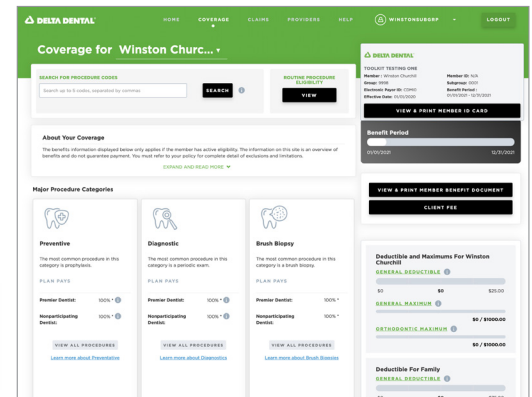 DELTA DENTAL
HOME COVERAGE CLAIMS PROVIDERS HELP WINSTONSUBGRP LOGOUT
Coverage for Winston Churc...
SEARCH FOR PROCEDURE CODES
Search up to 5 codes, separated by commas
SEARCH
ROUTINE PROCEDURE
ELIGIBILITY
VIEW
DELTA DENTAL
TOOLKIT TESTING ONE
Member: Winston Churchill Member ID: N/A
Group: 9898 Subgroup: 0001
Electronic Payer ID: CDMO Benefit Period:
Effective Date: 01/01/2020 01/01/2021 - 12/31/2021
VIEW & PRINT MEMBER ID CARD
Benefit Period
01/01/2021 12/31/2021
About Your Coverage
The benefits information displayed below only applies if the member has active eligibility. The information on this site is an overview of
benefits and do not guarantee payment. You must refer to your policy for complete detail of exclusions and limitations.
EXPAND AND READ MORE
VIEW & PRINT MEMBER BENEFIT DOCUMENT?
CLIENT FEE
Major Procedure Categories
Preventive
The most common procedure in this
category is prophylaxis.
PLAN PAYS
Premier Dentist: 100% *
Nonparticipating 100% *
Dentist:
VIEW ALL PROCEDURES
Learn more about Preventative
Diagnostic
The most common procedure in this
category is a periodic exam.
PLAN PAYS
Premier Dentist: 100% *
Nonparticipating 100% *
Dentist:
VIEW ALL PROCEDURES
Learn more about Diagnostics
Brush Biopsy
The most common procedure in this
category is a brush biopsy.
PLAN PAYS
Premier Dentist: 100% *
Nonparticipating 100% *
Dentist:
VIEW ALL PROCEDURES
Learn more about Brush Biopsies
Deductible and Maximums For Winston
Churchill
GENERAL DEDUCTIBLE
$0 $0 $25.00
GENERAL MAXIMUM
$0 / $1000.00
ORTHODONTIC MAXIMUM
$0 / $1000.00
Deductible For Family
GENERAL DEDUCTIBLE